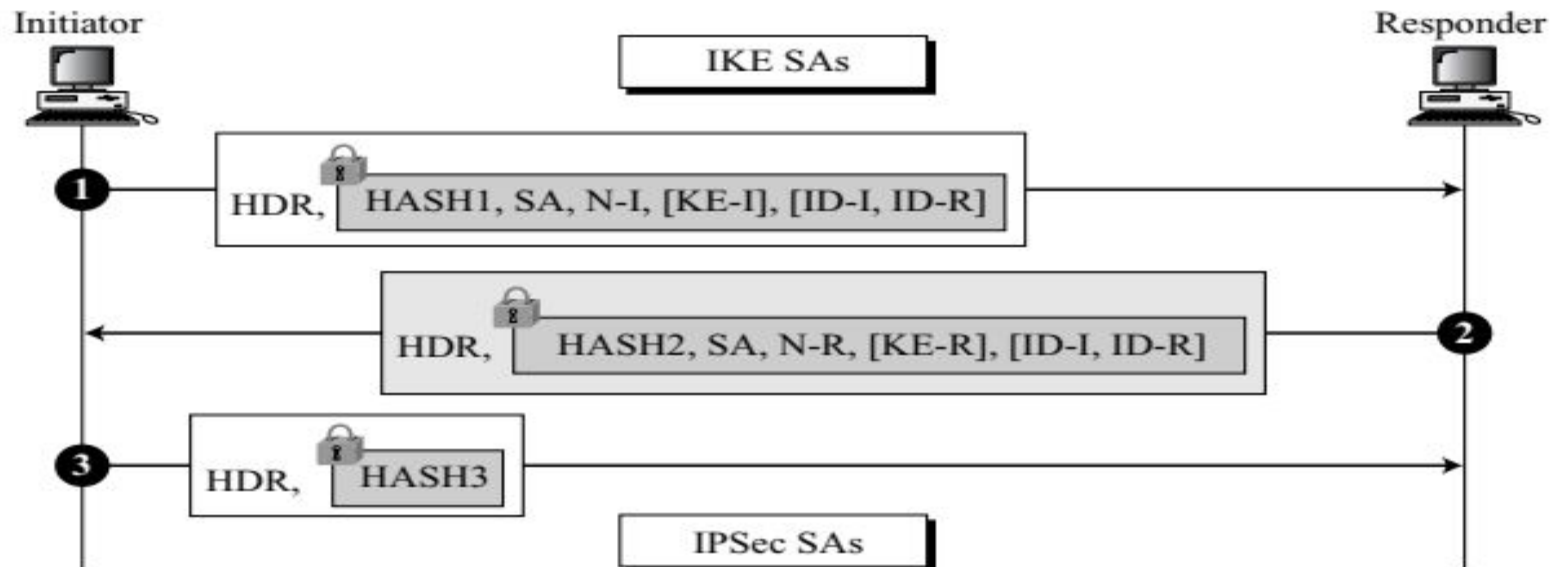 Initiator
Responder
IKE SAs
1
HDR, HASH1, SA, N-I, [KE-I], [ID-I, ID-R]
HDR, HASH2, SA, N-R, [KE-R], [ID-I, ID-R]
2
3
HDR, HASH3
IPSec SAs